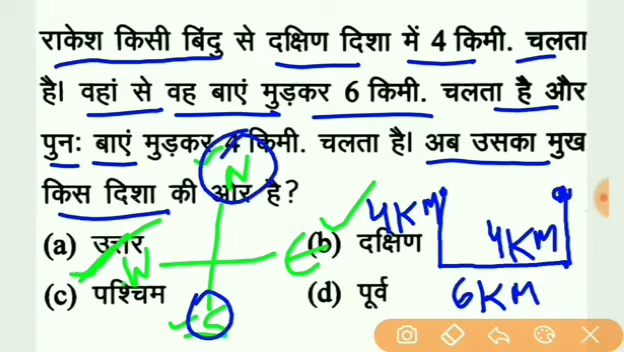 राकेश किसी बिंदु से दक्षिण दिशा में 4 किमी. चलता
है। वहां से वह बाएं मुड़कर 6 किमी. चलता है और
पुनः बाएं मुड़कर 4 किमी. चलता है। अब उसका मुख
किस दिशा की ओर है?
N
(a) उत्तर (b) दक्षिण
4KM 4KM
W E
(c) पश्चिम (d) पूर्व
6KM
S